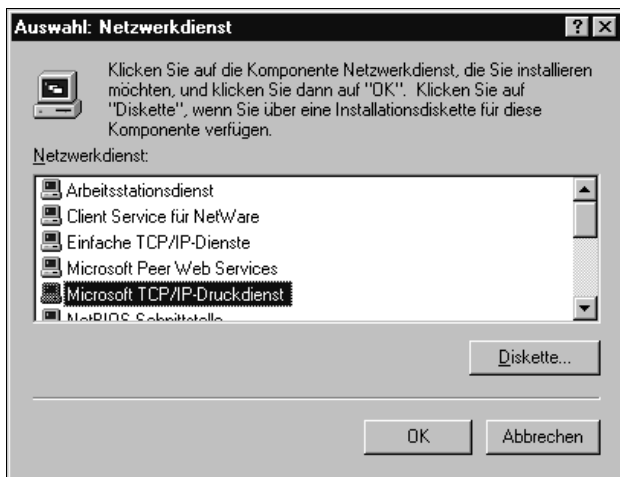 Auswahl: Netzwerkdienst
Klicken Sie auf die Komponente Netzwerkdienst, die Sie installieren
möchten, und klicken Sie dann auf "OK". Klicken Sie auf
"Diskette", wenn Sie über eine Installationsdiskette für diese
Komponente verfügen.
Netzwerkdienst:
Arbeitsstationsdienst
Client Service für NetWare
Einfache TCP/IP-Dienste
Microsoft Peer Web Services
Microsoft TCP/IP-Druckdienst
NetBIOS-Schnittstelle
Diskette...
OK
Abbrechen